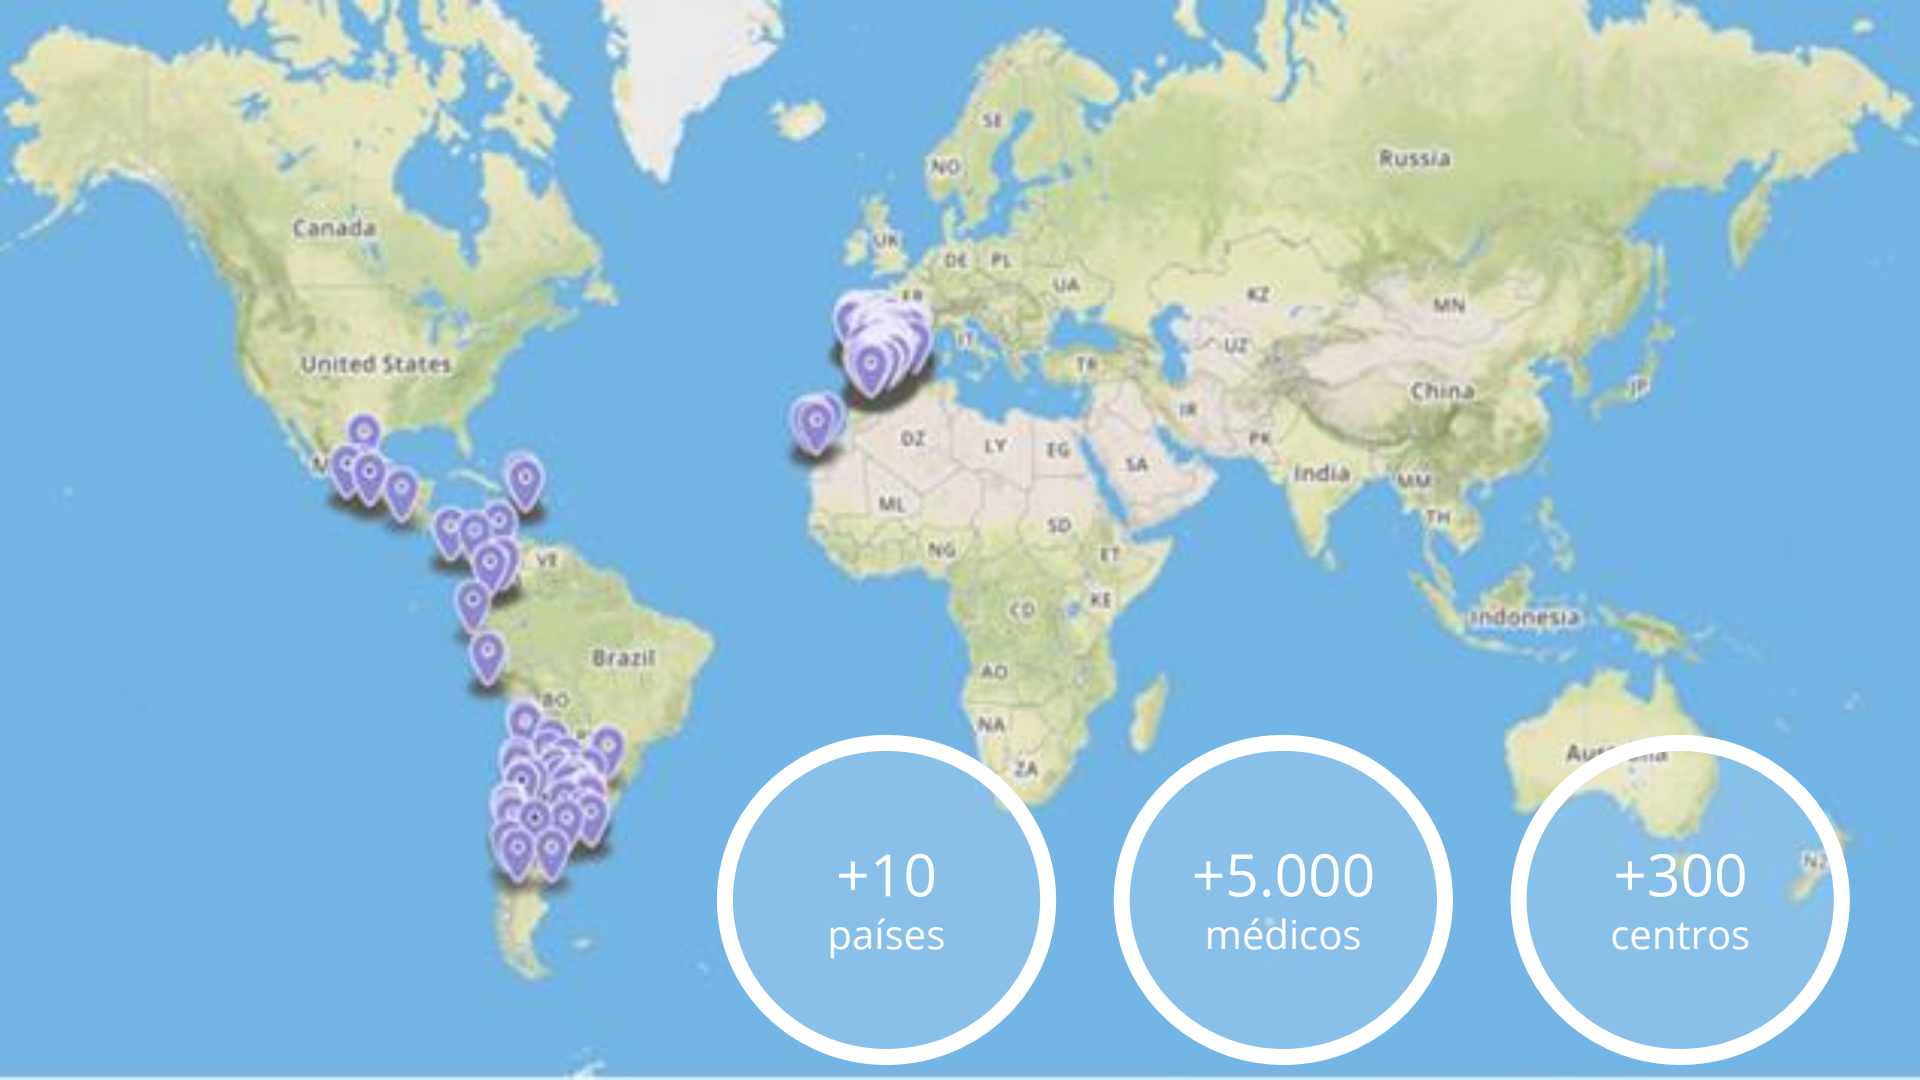 SE
NO
Russia
Canada
UK
DE
PL
UA
KZ
MN
FR
IT
UZ
TR
United States
China
JP
IR
DZ
LY
EG
PK
SA
India
MM
ML
TH
SD
NG
ET
VE
KE
CD
Indonesia
Brazil
AO
BO
NA
ZA
NZ
+10
países
+5.000
médicos
+300
centros